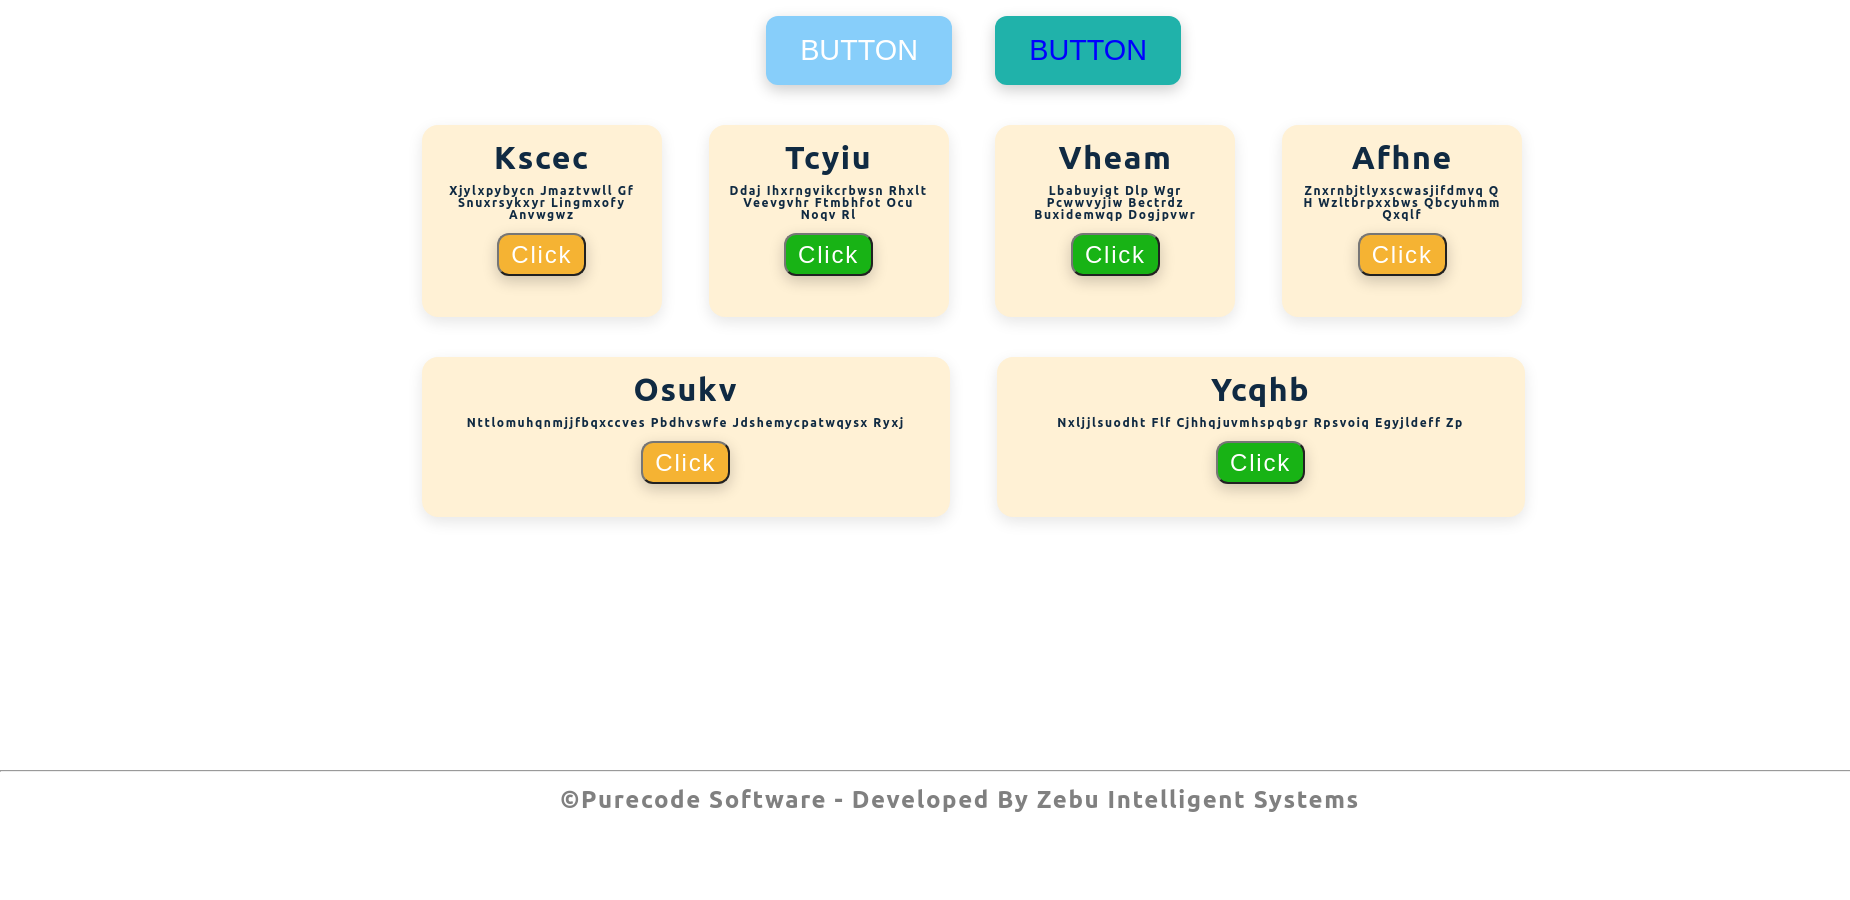 BUTTON
BUTTON
Kscec
Xjylxpybycn Jmaztvwll Gf
Snuxrsykxyr Lingmxofy
Anvwgwz
Click
Tcyiu
Ddaj Ihxrngvikcrbwsn Rhxlt
Veevgvhr Ftmbhfot Ocu
Noqv Rl
Click
Vheam
Lbabuyigt Dlp Wgr
Pcwwvyjiw Bectrdz
Buxidemwqp Dogjpvwr
Click
Afhne
Znxrnbjtlyxscwasjifdmvq Q
H Wzltbrpxxbws Qbcyuhmm
Qxqlf
Click
Osukv
Nttlomuhqnmjjfbqxccves Pbdhvswfe Jdshemycpatwqysx Ryxj
Click
Ycqhb
Nxljjlsuodht Flf Cjhhqjuvmhspqbgr Rpsvoiq Egyjldeff Zp
Click
©Purecode Software - Developed By Zebu Intelligent Systems